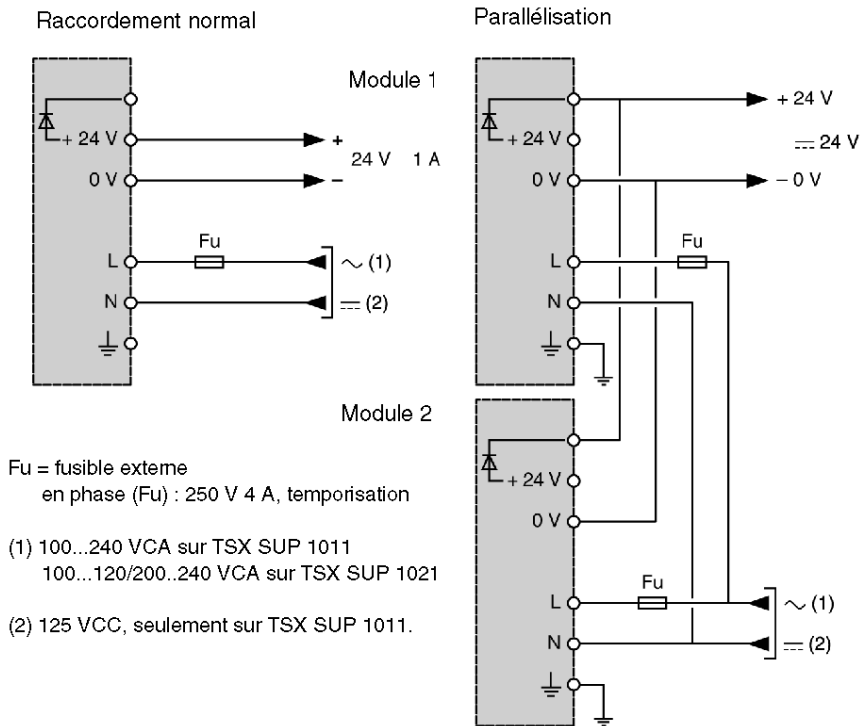 Raccordement normal
Parallélisation
Module 1
+ 24 V
+
24 V 1 A
0 V
−
Fu
L
(1)
N
(2)
+ 24 V
+ 24 V
24 V
0 V
− 0 V
Fu
L
N
Module 2
+ 24 V
0 V
Fu
L
(1)
N
(2)
Fu = fusible externe
en phase (Fu) : 250 V 4 A, temporisation
(1) 100...240 VCA sur TSX SUP 1011
100...120/200..240 VCA sur TSX SUP 1021
(2) 125 VCC, seulement sur TSX SUP 1011.